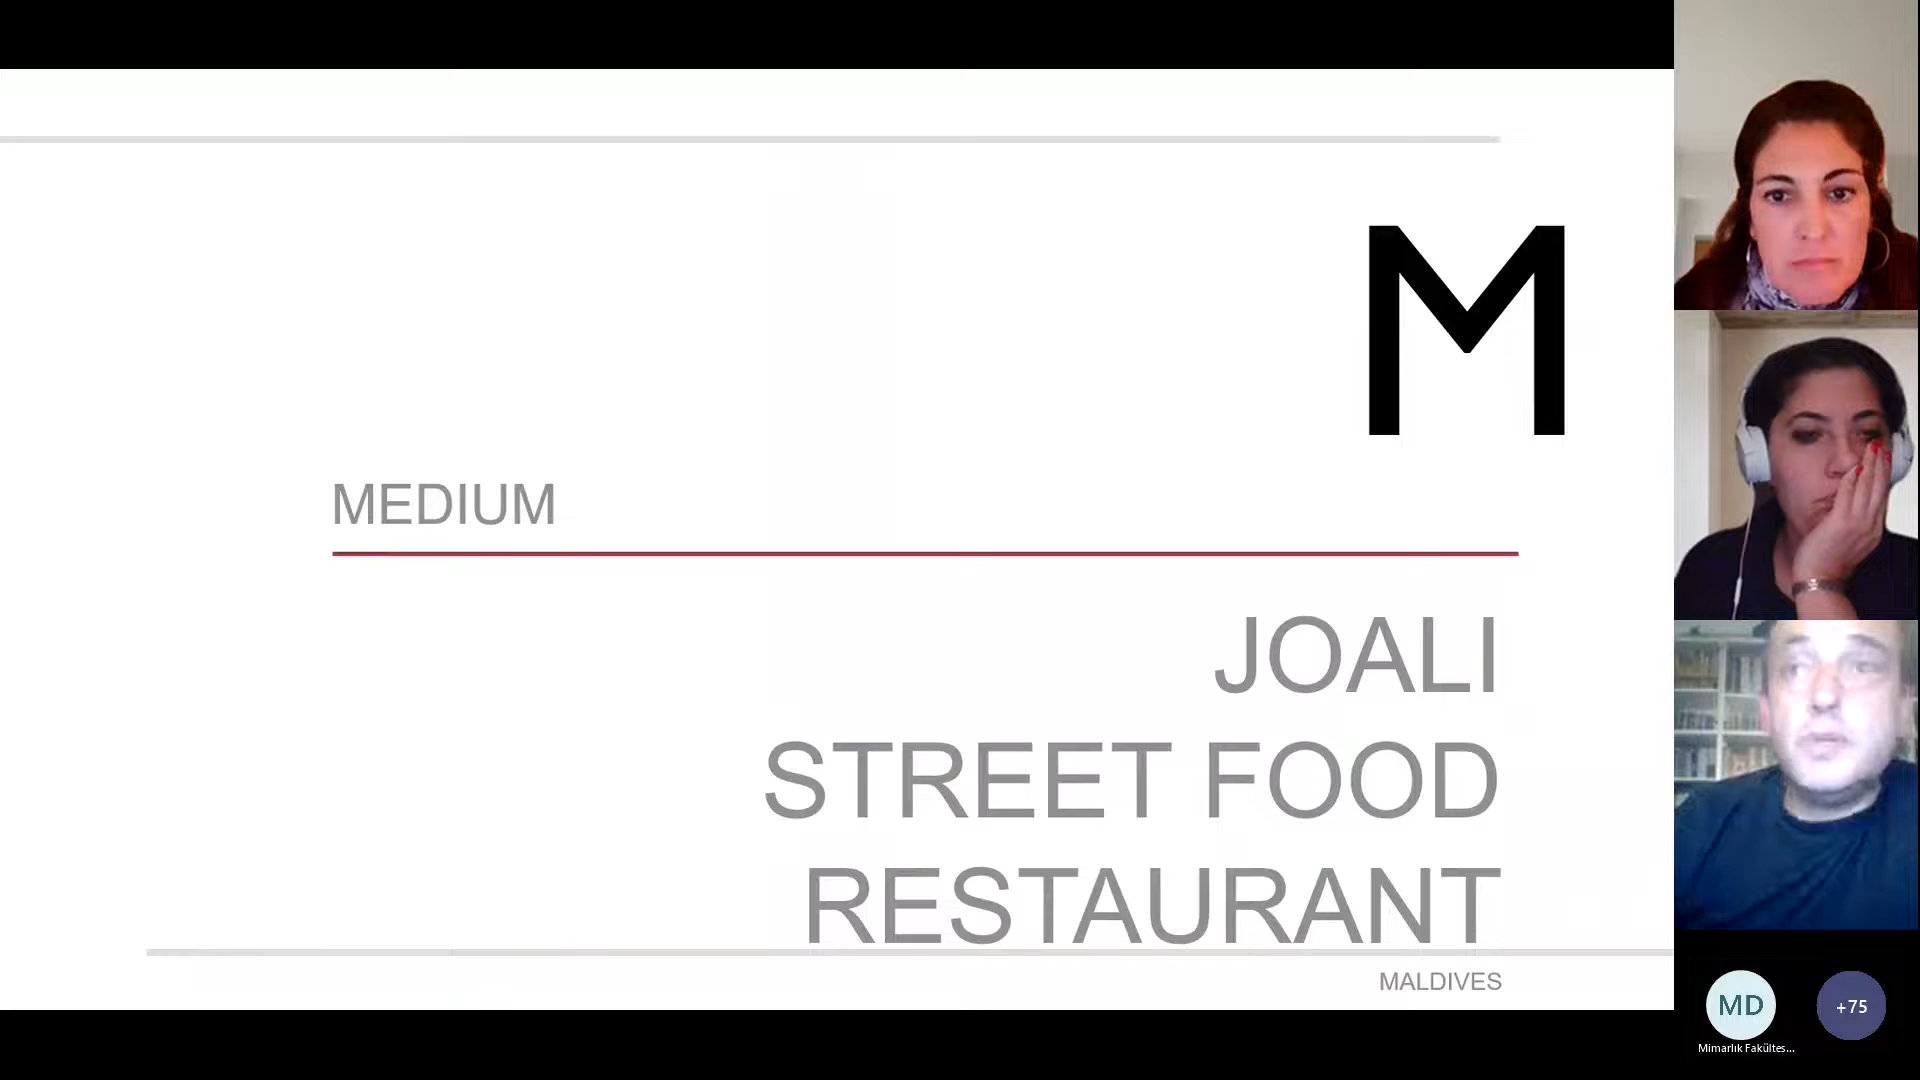 M
MEDIUM
JOALI
STREET FOOD
RESTAURANT
MALDIVES
MD
+75
Mimarlık Fakültes...